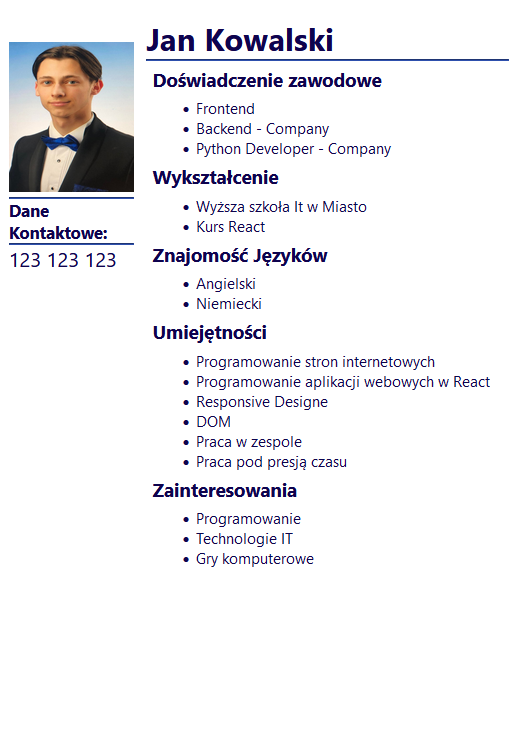 Jan Kowalski
Dane
Kontaktowe:
123 123 123
Doświadczenie zawodowe
• Frontend
• Backend - Company
• Python Developer - Company
Wykształcenie
• Wyższa szkoła It w Miasto
• Kurs React
Znajomość Języków
• Angielski
• Niemiecki
Umiejętności
• Programowanie stron internetowych
• Programowanie aplikacji webowych w React
• Responsive Designe
• DOM
• Praca w zespole
• Praca pod presją czasu
Zainteresowania
• Programowanie
• Technologie IT
• Gry komputerowe